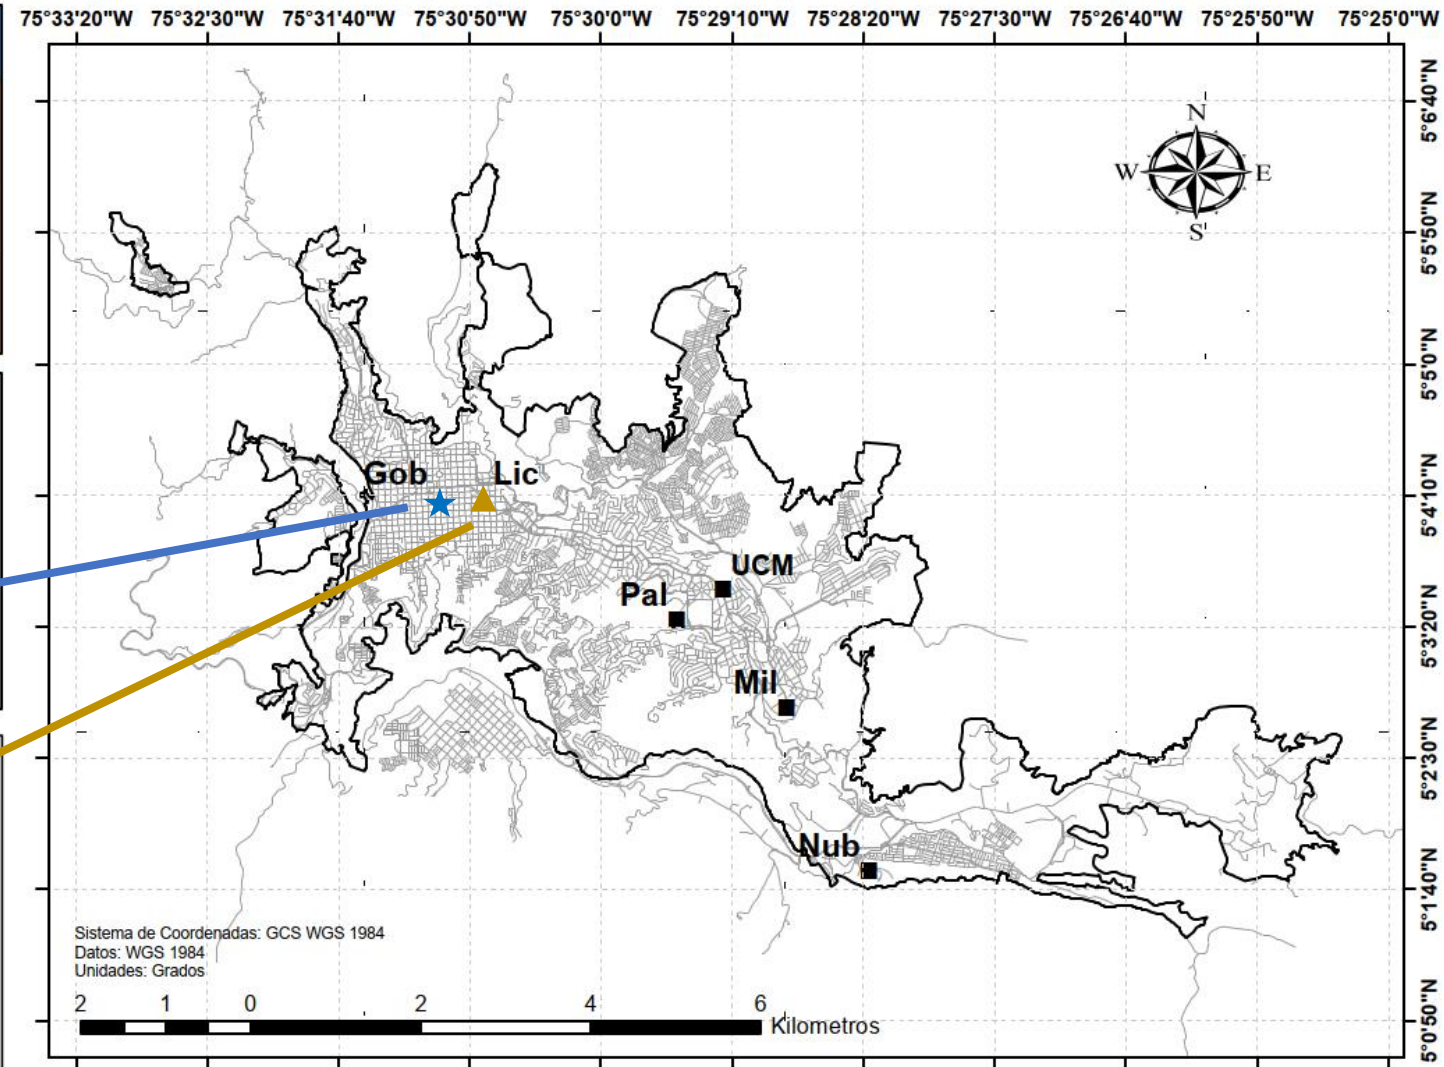 75°33'20"W 75°32'30"W 75°31'40"W 75°30'50"W 75°30'0"W 75°29'10"W 75°28'20"W 75°27'30"W 75°26'40"W 75°25'50"W 75°25'0"W
5°6'40"N
N
W E
S
5°5'50"N
5°5'0"N
Gob Lic
5°4'10"N
UCM
Pal
5°3'20"N
Mil
5°2'30"N
Nub
5°1'40"N
Sistema de Coordenadas: GCS WGS 1984
Datos: WGS 1984
Unidades: Grados
2 1 0 2 4 6
Kilometros
5°0'50"N